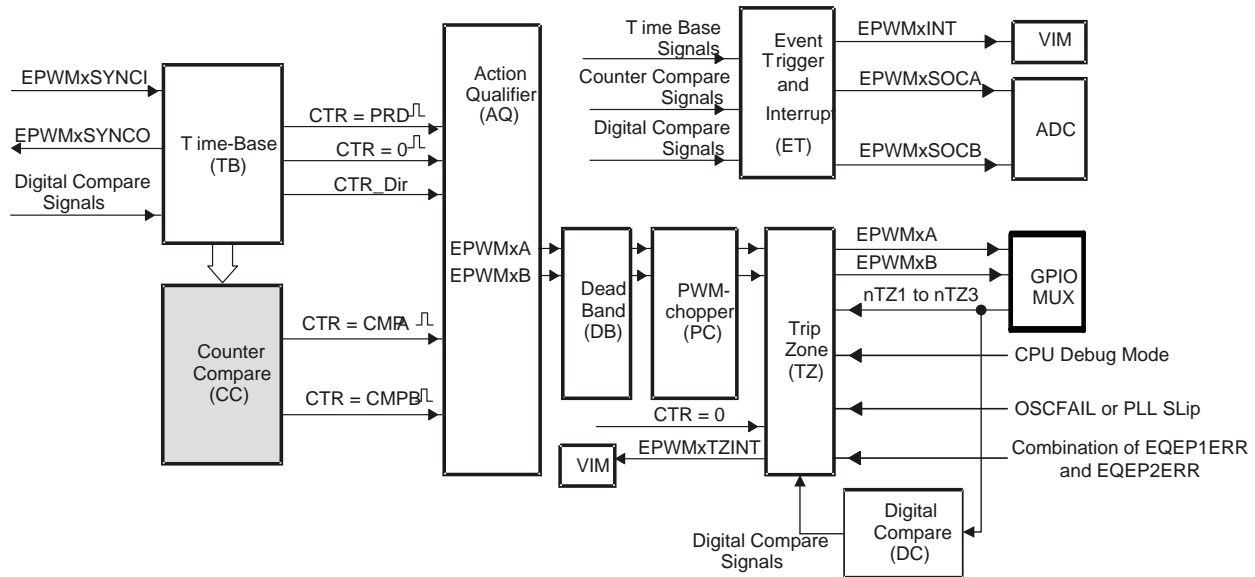 EPWMxSYNCI
EPWMxSYNCO
Digital Compare
Signals
T ime-Base
(TB)
CTR = PRD
CTR = 0
CTR_Dir
Counter
Compare
(CC)
CTR = CMPA
CTR = CMPB
Action
Qualifier
(AQ)
EPWMxA
EPWMxB
Dead
Band
(DB)
PWM-
chopper
(PC)
CTR = 0
EPWMxTZINT
VIM
T ime Base
Signals
Counter Compare
Signals
Digital Compare
Signals
Event
Trigger
and
Interrupt
(ET)
EPWMxINT
VIM
EPWMxSOCA
EPWMxSOCB
ADC
Trip
Zone
(TZ)
EPWMxA
EPWMxB
nTZ1 to nTZ3
GPIO
MUX
CPU Debug Mode
OSCFAIL or PLL SLip
Combination of EQEP1ERR
and EQEP2ERR
Digital
Compare
(DC)
Digital Compare
Signals